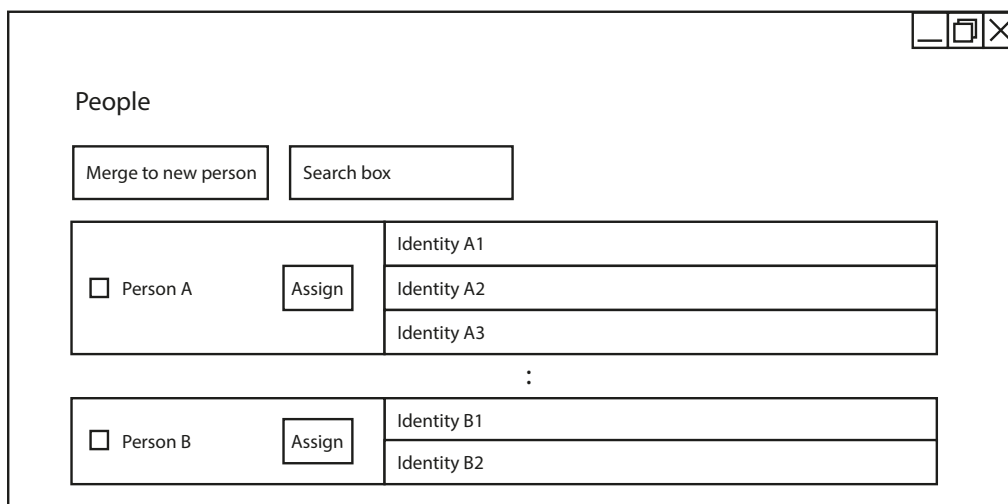 People
Merge to new person
Search box
Person A
Assign
Identity A1
Identity A2
Identity A3
:
Person B
Assign
Identity B1
Identity B2